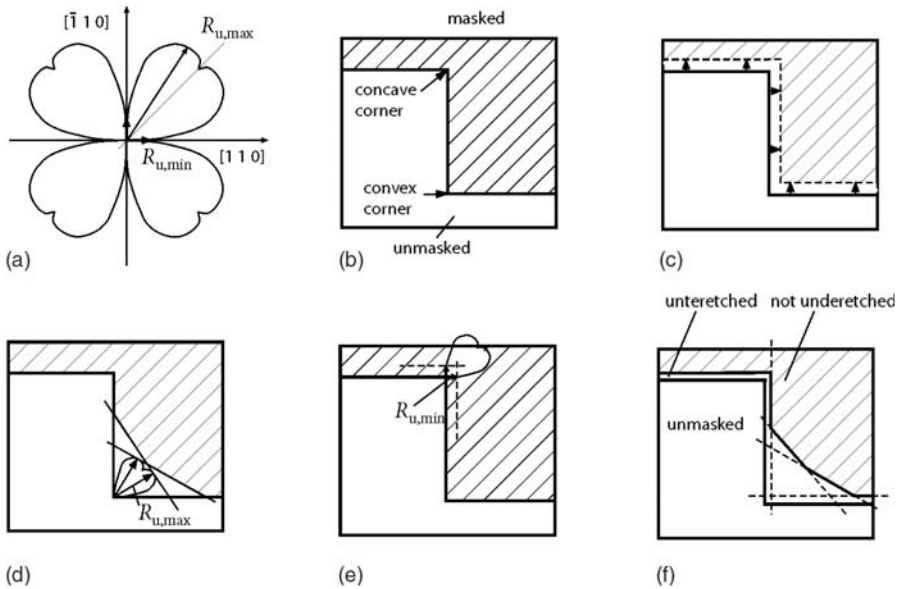 [1̄ 1 0]
R_u,max
R_u,min
[1 1 0]
(a)
masked
concave
corner
convex
corner
unmasked
(b)
(c)
R_u,max
(d)
R_u,min
(e)
unteretched
not underetched
unmasked
(f)